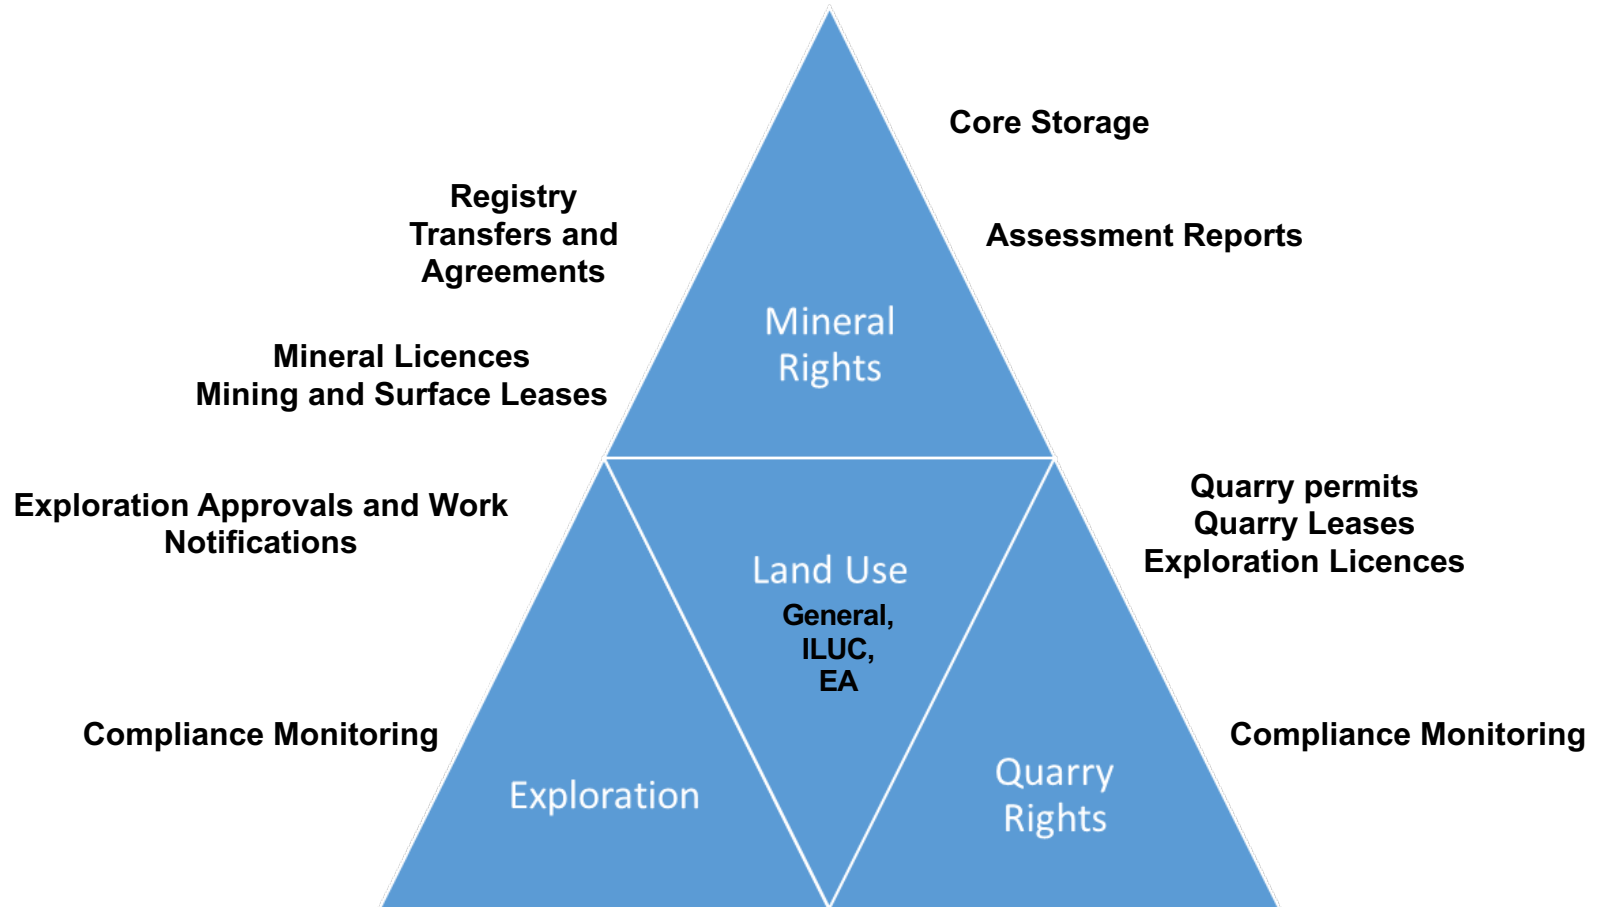 Core Storage
Registry
Transfers and
Agreements
Assessment Reports
Mineral
Rights
Mineral Licences
Mining and Surface Leases
Exploration Approvals and Work
Notifications
Quarry permits
Quarry Leases
Exploration Licences
Land Use
General,
ILUC,
EA
Compliance Monitoring
Compliance Monitoring
Exploration
Quarry
Rights